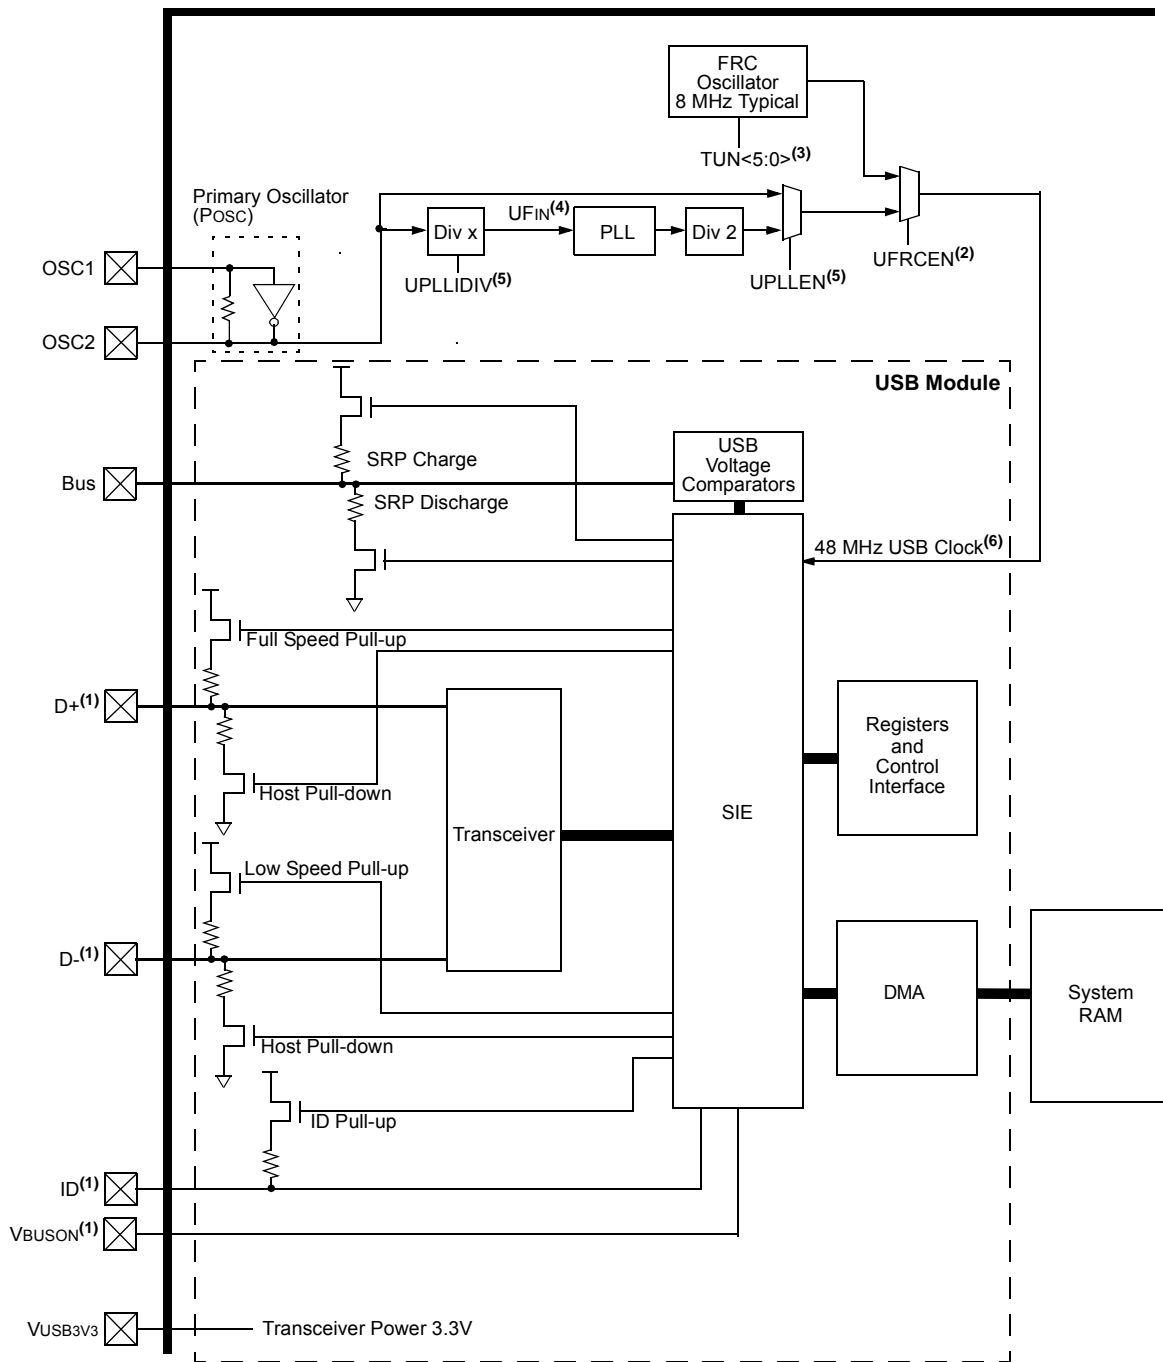 FRC
Oscillator
8 MHz Typical
TUN<5:0>(3)
Primary Oscillator
(POSC)
UFIN(4)
Div x
PLL
Div 2
UPLLIDIV(5)
UPLLEN(5)
UFRCEN(2)
OSC1
OSC2
USB Module
USB
Voltage
Comparators
SRP Charge
Bus
SRP Discharge
48 MHz USB Clock(6)
Full Speed Pull-up
D+(1)
Registers
and
Control
Interface
Host Pull-down
SIE
Transceiver
Low Speed Pull-up
D-(1)
DMA
System
RAM
Host Pull-down
ID Pull-up
ID(1)
VBUSON(1)
VUSB3V3
Transceiver Power 3.3V